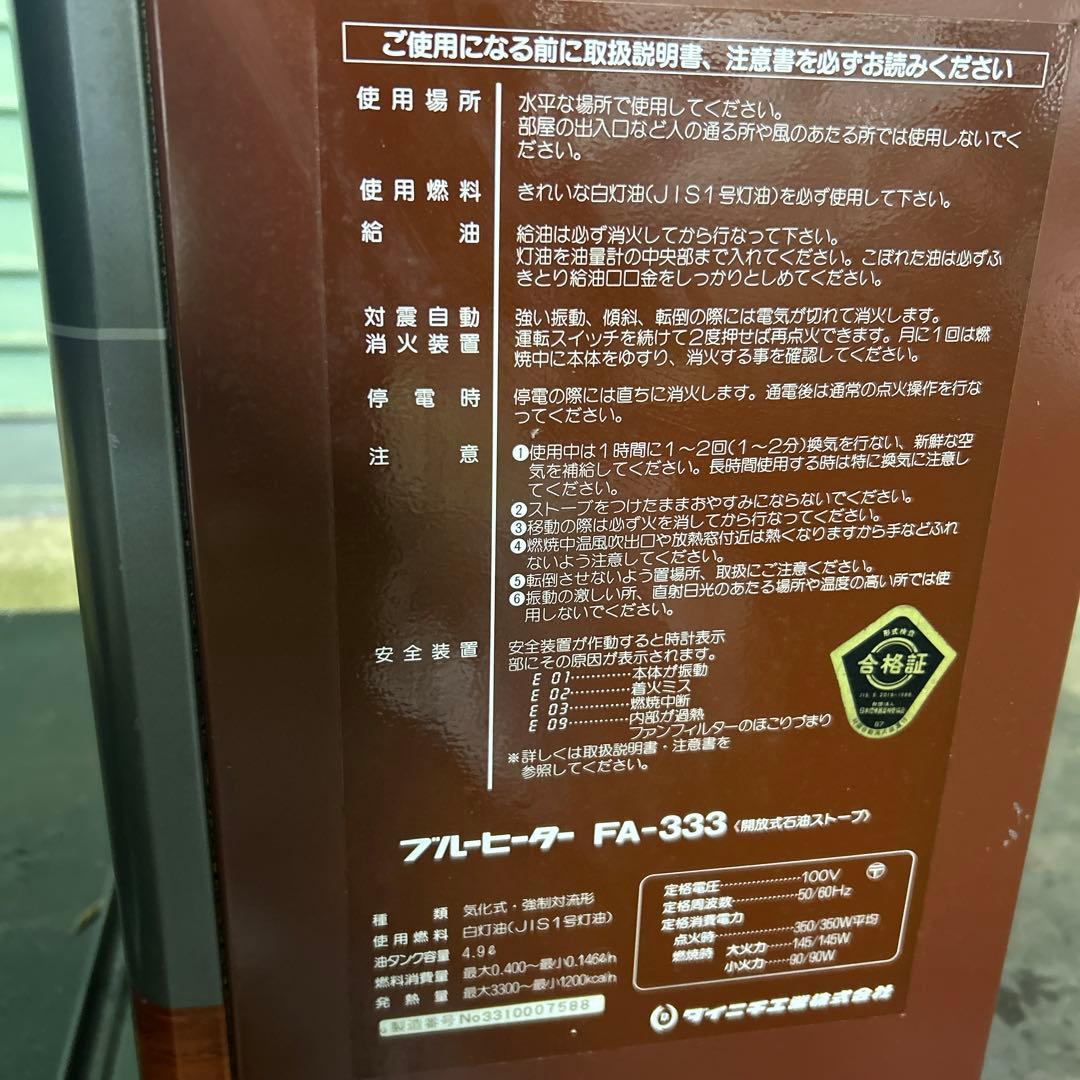 ご使用になる前に取扱説明書、注意書を必ずお読みください
使用場所 水平な場所で使用してください。
部屋の出入口など人の通る所や風のあたる所では使用しないでく
ださい。
使用燃料 きれいな白灯油(JIS1号灯油)を必ず使用して下さい。
給油 給油は必ず消火してから行なって下さい。
灯油を油量計の中央部まで入れてください。こぼれた油は必ずふ
きとり給油口口金をしっかりとしめてください。
対震自動 強い振動、傾斜、転倒の際には電気が切れて消火します。
消火装置 運転スイッチを続けて2度押せば再点火できます。月に1回は燃
焼中に本体をゆすり、消火する事を確認してください。
停電時 停電の際には直ちに消火します。通電後は通常の点火操作を行な
ってください。
注意 ❶使用中は1時間に1～2回(1～2分)換気を行ない、新鮮な空
気を補給してください。長時間使用する時は特に換気に注意し
てください。
❷ストーブをつけたままおやすみにならないでください。
❸移動の際は必ず火を消してから行なってください。
❹燃焼中温風吹出口や放熱窓付近は熱くなりますから手などふれ
ないよう注意してください。
❺転倒させないよう置場所、取扱にご注意ください。
❻振動の激しい所、直射日光のあたる場所や温度の高い所では使
用しないでください。
安全装置 安全装置が作動すると時計表示
部にその原因が表示されます。
E 01…………本体が振動
E 02…………着火ミス
E 03…………燃焼中断
E 09…………内部が過熱
ファンフィルターのほこりづまり
※詳しくは取扱説明書・注意書を
参照してください。
形式検査
合格証
JIS.S.2019-1986
財団法人
87
ブルーヒーター FA-333〈開放式石油ストーブ〉
種類 気化式・強制対流形
使用燃料 白灯油(JIS1号灯油)
油タンク容量 4.9ℓ
燃料消費量 最大0.400～最小0.146ℓ/h
発熱量 最大3300～最小1200kcal/h
製造番号 No3310007588
定格電圧……………100V 〒
定格周波数…………50/60Hz
定格消費電力
点火時……………350/350W平均
燃焼時 大火力……145/145W
小火力……90/90W
D ダイニチ工業株式会社